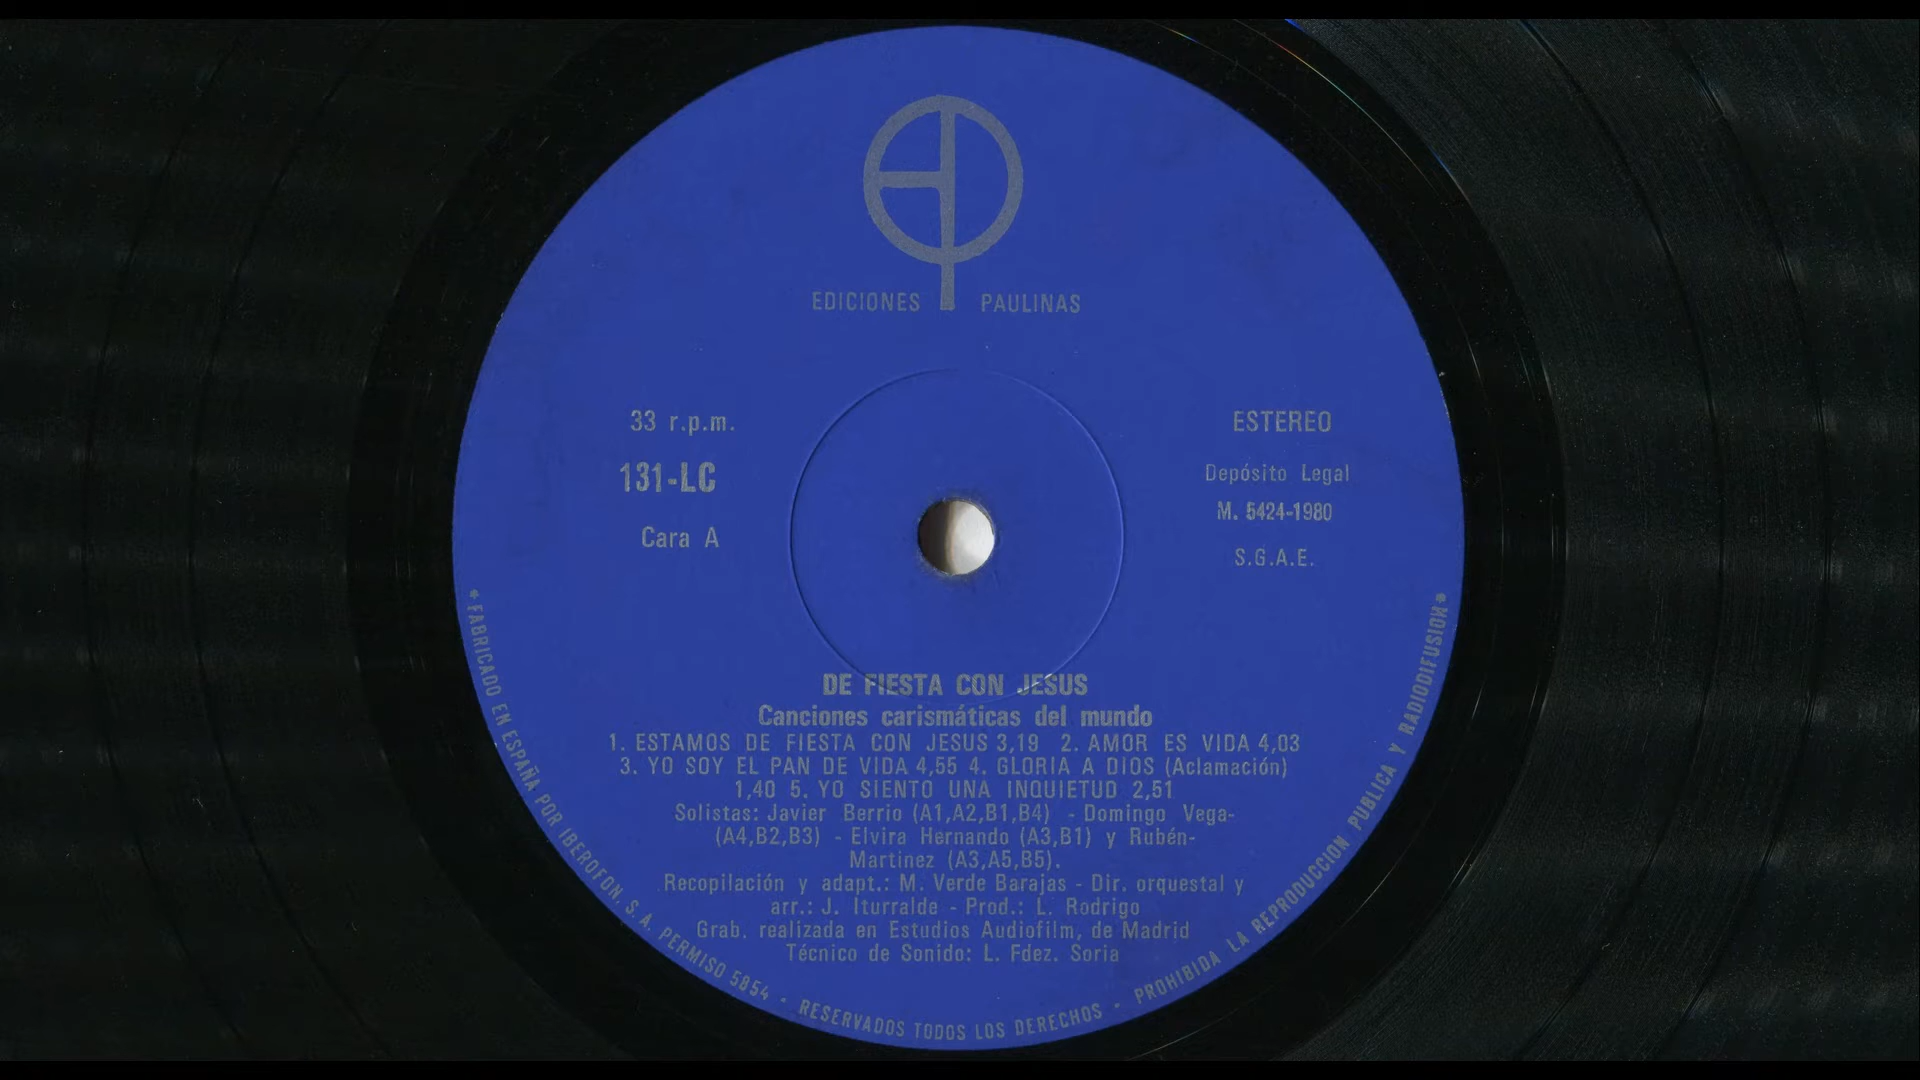 EDICIONES PAULINAS
33 r.p.m.
131-LC
Cara A
ESTEREO
Depósito Legal
M. 5424-1980
S.G.A.E.
DE FIESTA CON JESUS
Canciones carismáticas del mundo
1. ESTAMOS DE FIESTA CON JESUS 3,19 2. AMOR ES VIDA 4,03
3. YO SOY EL PAN DE VIDA 4,55 4. GLORIA A DIOS (Aclamación)
1,40 5. YO SIENTO UNA INQUIETUD 2,51
Solistas: Javier Berrio (A1,A2,B1,B4) - Domingo Vega-
(A4,B2,B3) - Elvira Hernando (A3,B1) y Rubén-
Martinez (A3,A5,B5).
Recopilación y adapt.: M. Verde Barajas - Dir. orquestal y
arr.: J. Iturralde - Prod.: L. Rodrigo
Grab. realizada en Estudios Audiofilm, de Madrid
Técnico de Sonido: L. Fdez. Soria
*FABRICADO EN ESPAÑA POR IBEROFON, S. A. PERMISO 5854 • RESERVADOS TODOS LOS DERECHOS • PROHIBIDA LA REPRODUCCION PUBLICA Y RADIODIFUSION*